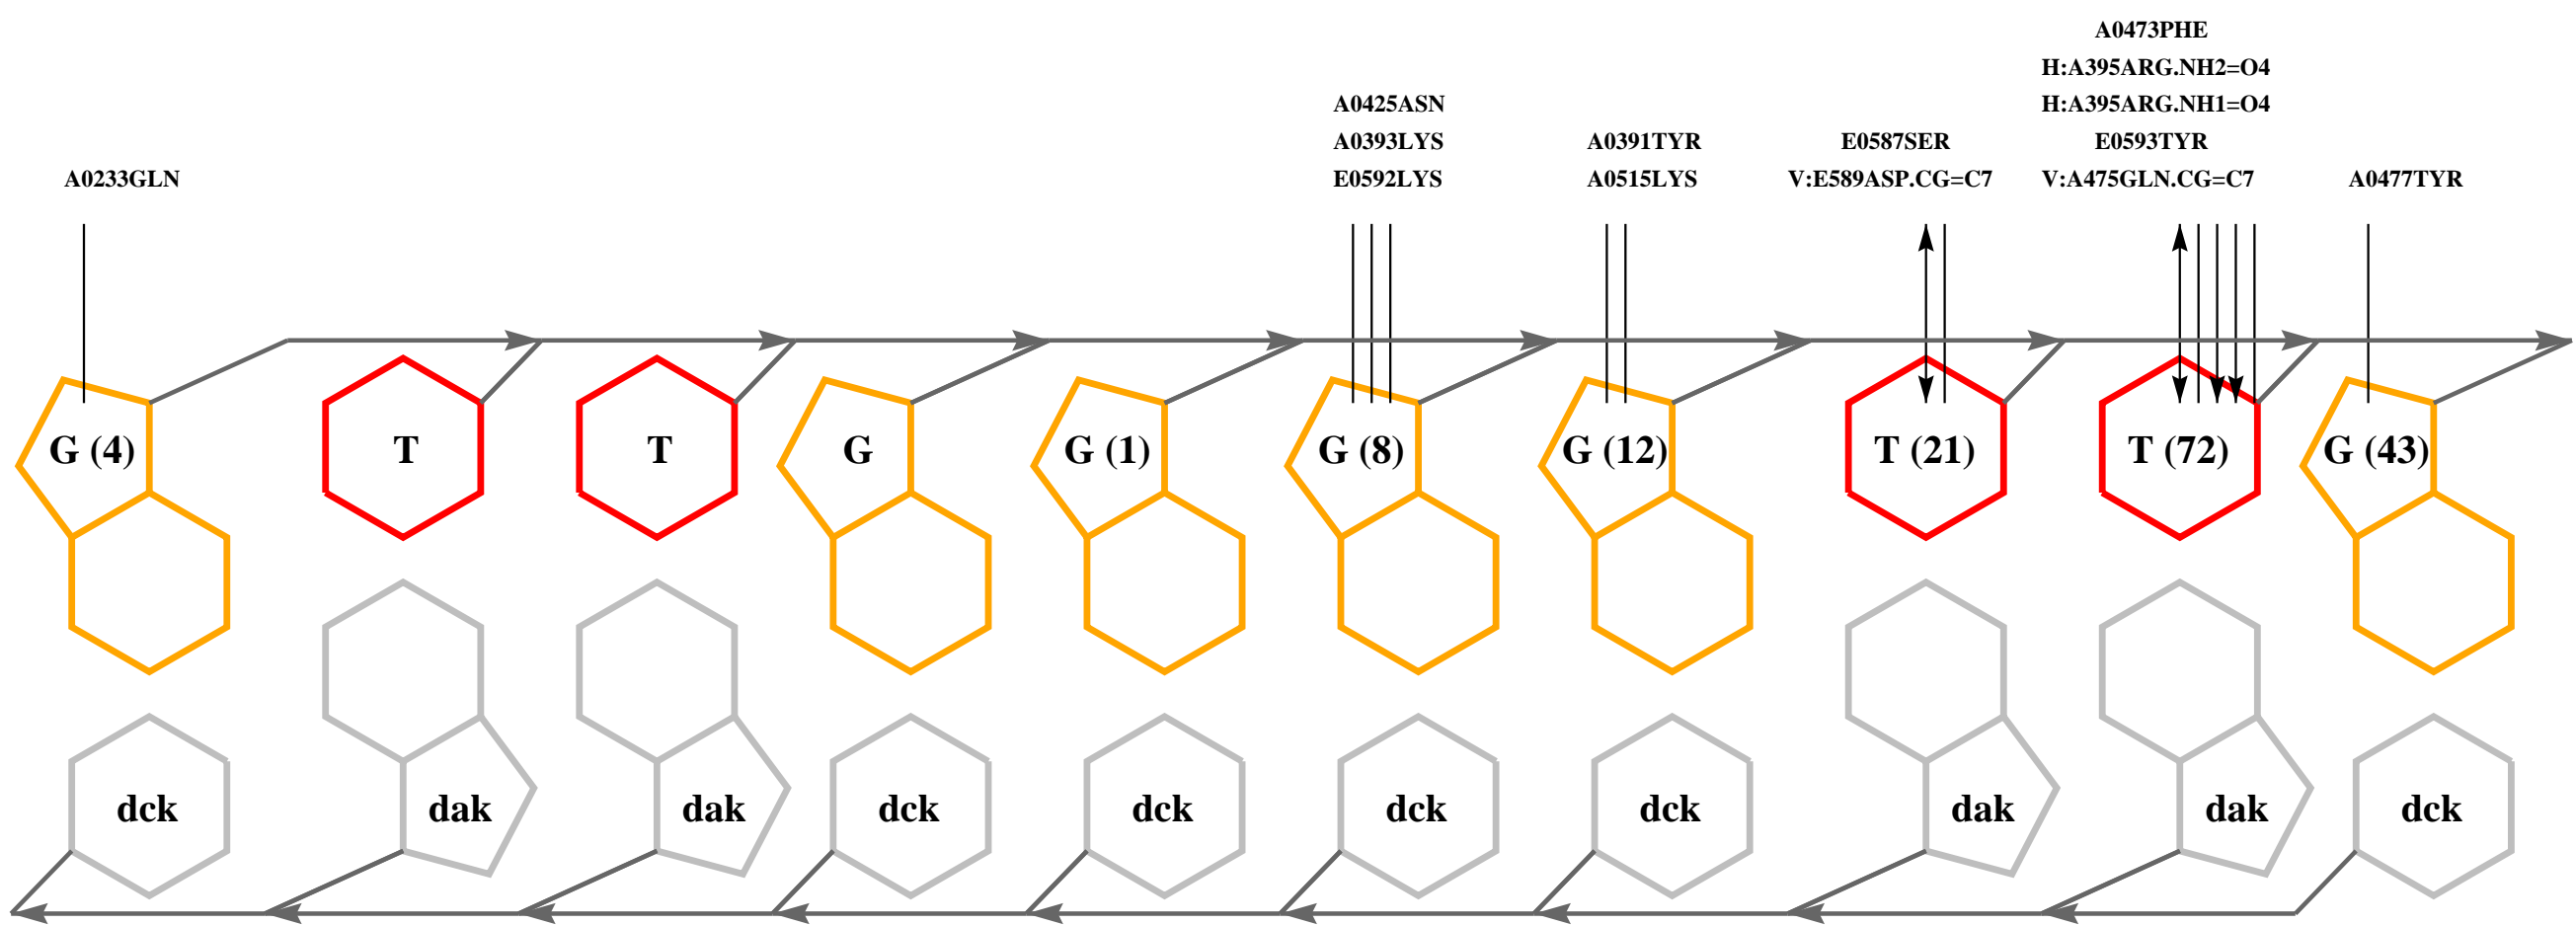 A0473PHE
H:A395ARG.NH2=O4
A0425ASN H:A395ARG.NH1=O4
A0393LYS A0391TYR E0587SER E0593TYR
A0233GLN E0592LYS A0515LYS V:E589ASP.CG=C7 V:A475GLN.CG=C7 A0477TYR
G (4) T T G G (1) G (8) G (12) T (21) T (72) G (43)
dck dak dak dck dck dck dck dak dak dck